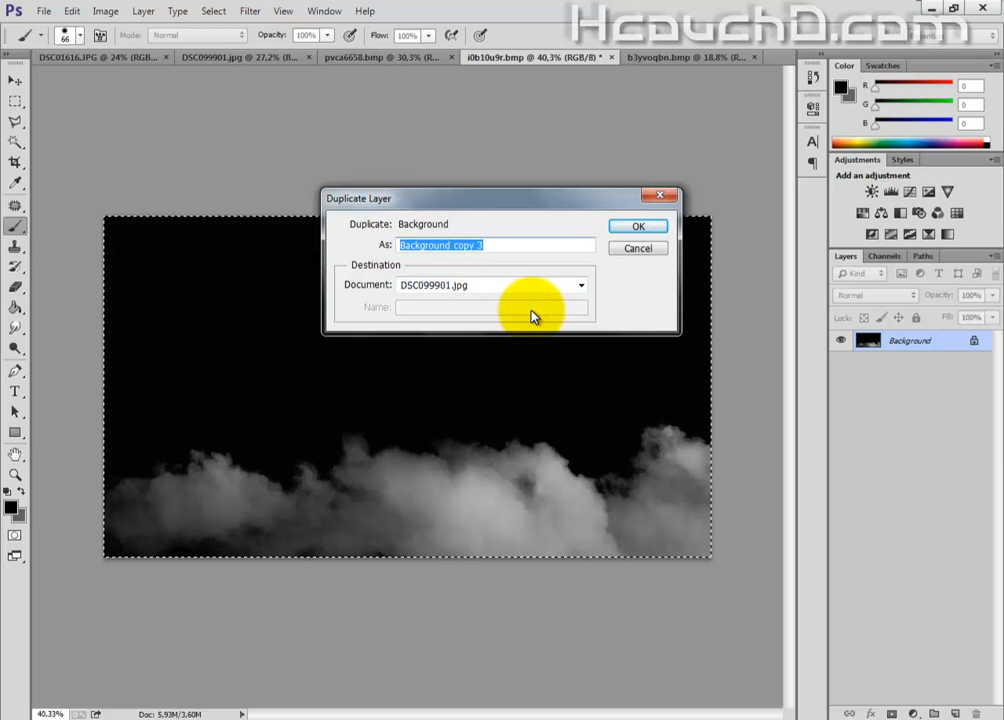 Ps File Edit Image Layer Type Select Filter View Window Help
HcouchD.com
66 Mode: Normal Opacity: 100% Flow: 100%
DSC01616.JPG @ 24% (RGB... × DSC099901.jpg @ 27,2% (B... × pvca6658.bmp @ 30,3% (R... × i0b10u9r.bmp @ 40,3% (RGB/8) * × b3yvoqbn.bmp @ 18,8% (R... ×
Color Swatches
R 0
G 0
B 0
Adjustments Styles
Add an adjustment
Duplicate Layer
Duplicate: Background
As: Background copy 3
OK
Cancel
Destination
Document: DSC099901.jpg
Name:
Layers Channels Paths
Kind
Normal Opacity: 100%
Lock: Fill: 100%
Background
40,33% Doc: 5.93M/3.60M